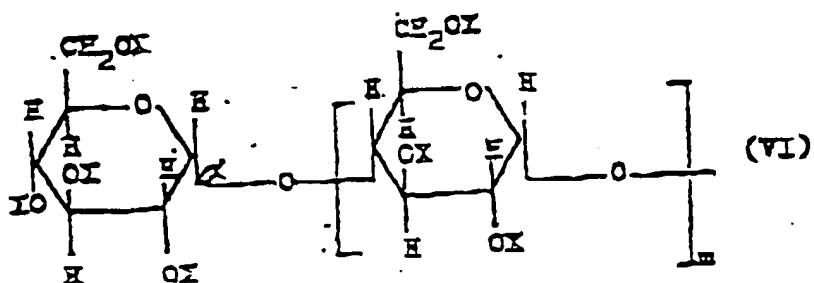 CH₂OX
CH₂OX
H O H H O H
H H
OX H α O OX H O (VI)
XO
H OX H OX